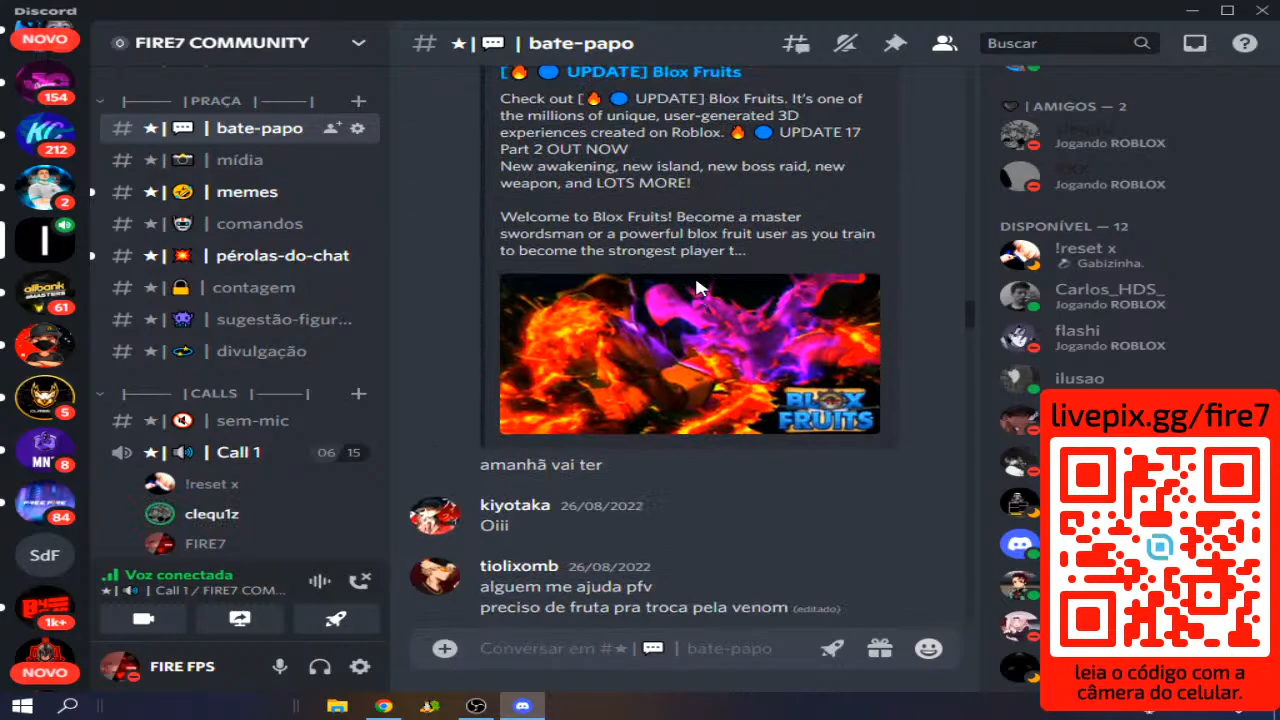 Discord
NOVO
154
212
2
61
5
8
84
SdF
1k+
NOVO
FIRE7 COMMUNITY
|—— |PRAÇA ——|
★| | bate-papo
★| | mídia
★| | memes
★| | comandos
★| | pérolas-do-chat
★| | contagem
★| | sugestão-figur...
★| | divulgação
|—— |CALLS ——|
★| | sem-mic
★| | Call 1
06 15
!reset x
clequ1z
FIRE7
Voz conectada
★| | Call 1 / FIRE7 COM...
FIRE FPS
★| | bate-papo
Buscar
[🔥 🔵 UPDATE] Blox Fruits
Check out [🔥 🔵 UPDATE] Blox Fruits. It's one of
the millions of unique, user-generated 3D
experiences created on Roblox. 🔥 🔵 UPDATE 17
Part 2 OUT NOW
New awakening, new island, new boss raid, new
weapon, and LOTS MORE!
Welcome to Blox Fruits! Become a master
swordsman or a powerful blox fruit user as you train
to become the strongest player t...
BLOX
FRUITS
amanhã vai ter
kiyotaka 26/08/2022
Oiii
tiolixomb 26/08/2022
alguem me ajuda pfv
preciso de fruta pra troca pela venom (editado)
Conversar em #★| | bate-papo
| AMIGOS – 2
Jogando ROBLOX
Jogando ROBLOX
DISPONÍVEL – 12
!reset x
Gabizinha.
Carlos_HDS_
flashi
Jogando ROBLOX
ilusao
livepix.gg/fire7
leia o código com a
câmera do celular.